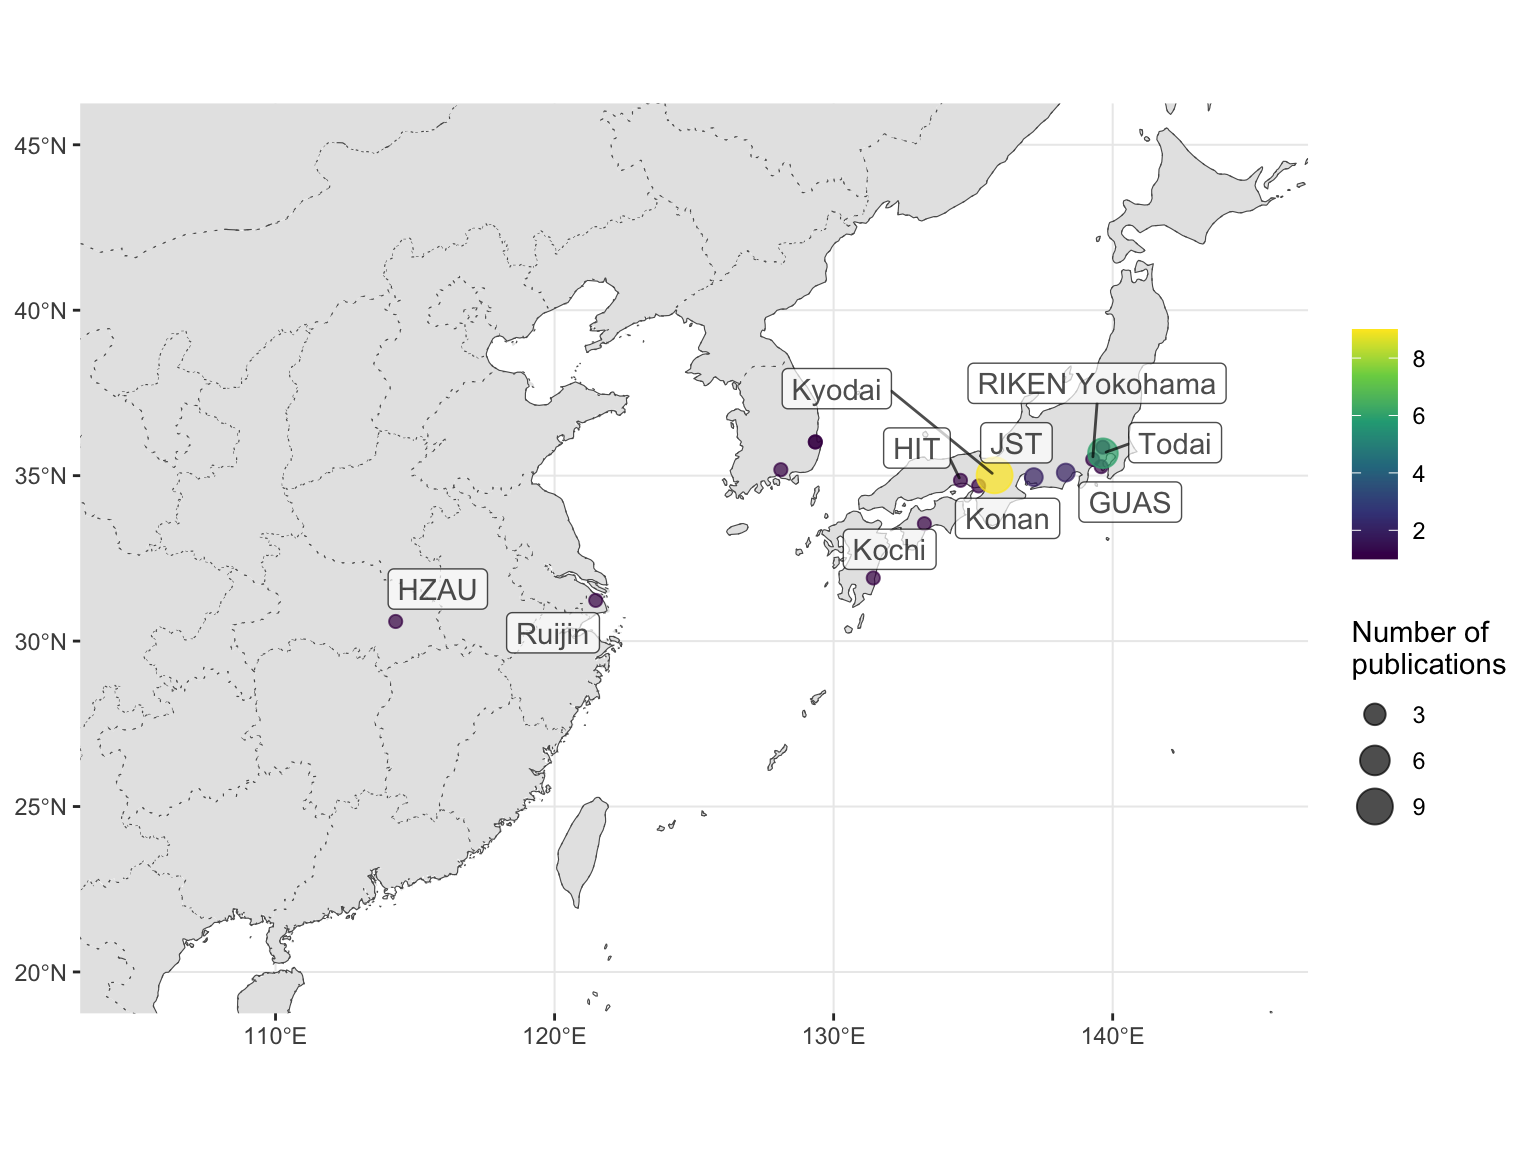 45°N
40°N
35°N
30°N
25°N
20°N
110°E
120°E
130°E
140°E
Kyodai
RIKEN Yokohama
HIT
JST
Todai
GUAS
Konan
Kochi
HZAU
Ruijin
8
6
4
2
Number of
publications
3
6
9